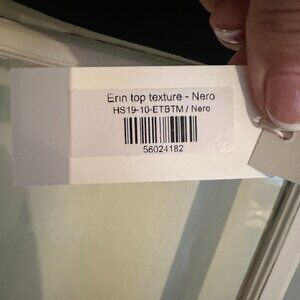 Erin top texture - Nero
HS19-10-ETBTM / Nero
56024182